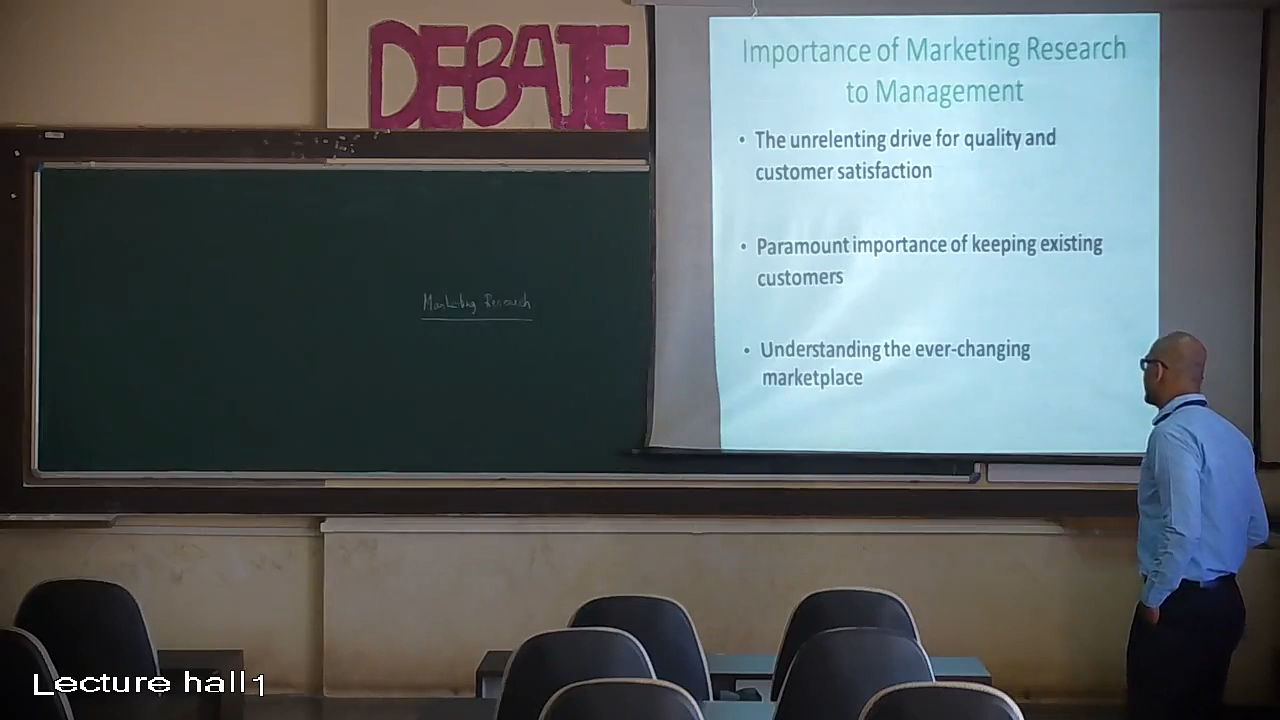 DEBATE
Importance of Marketing Research
to Management
• The unrelenting drive for quality and
customer satisfaction
• Paramount importance of keeping existing
customers
• Understanding the ever-changing
marketplace
Marketing Research
Lecture hall 1